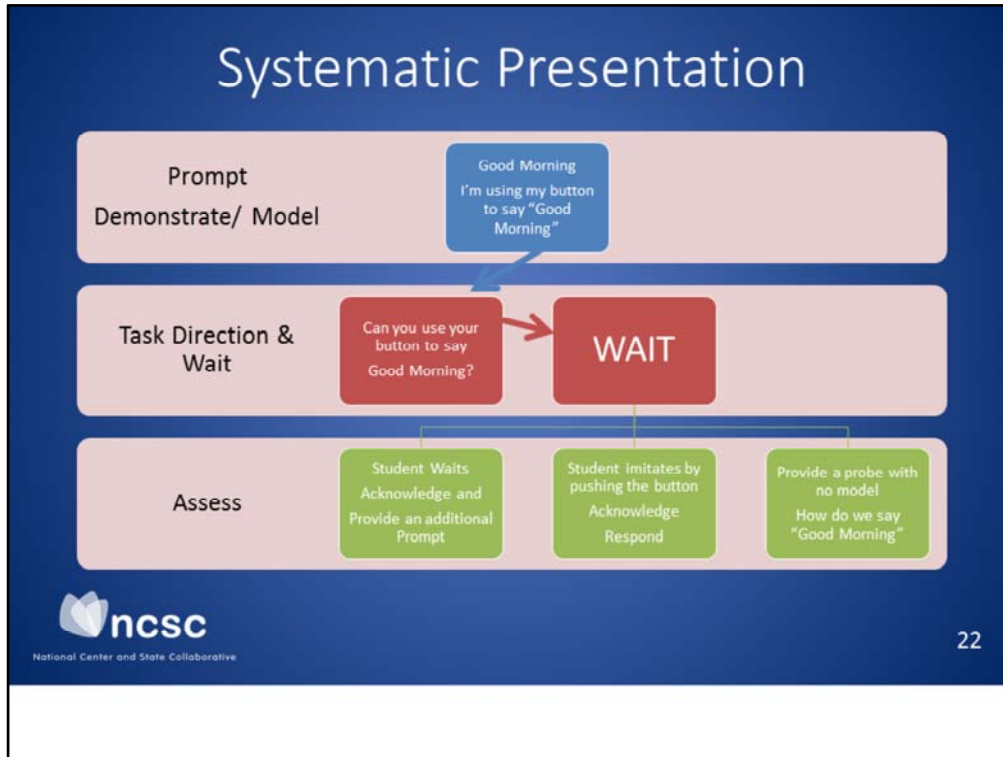 Systematic Presentation
Prompt
Demonstrate/ Model
Good Morning
I'm using my button
to say "Good
Morning"
Task Direction &
Wait
Can you use your
button to say
Good Morning?
WAIT
Assess
Student Waits
Acknowledge and
Provide an additional
Prompt
Student imitates by
pushing the button
Acknowledge
Respond
Provide a probe with
no model
How do we say
"Good Morning"
ncsc
National Center and State Collaborative
22